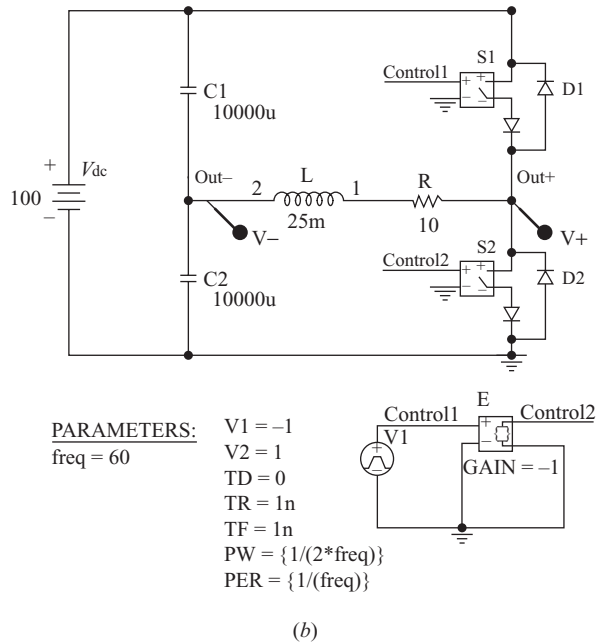 S1
Control1
+ +
− −
D1
C1
10000u
+
Vdc
100
−
Out−
2
L
1
R
Out+
25m
10
V−
V+
S2
Control2
+ +
− −
D2
C2
10000u
PARAMETERS:
freq = 60
V1 = −1
V2 = 1
TD = 0
TR = 1n
TF = 1n
PW = {1/(2*freq)}
PER = {1/(freq)}
E
Control1
Control2
V1
+
+
−
GAIN = −1
(b)